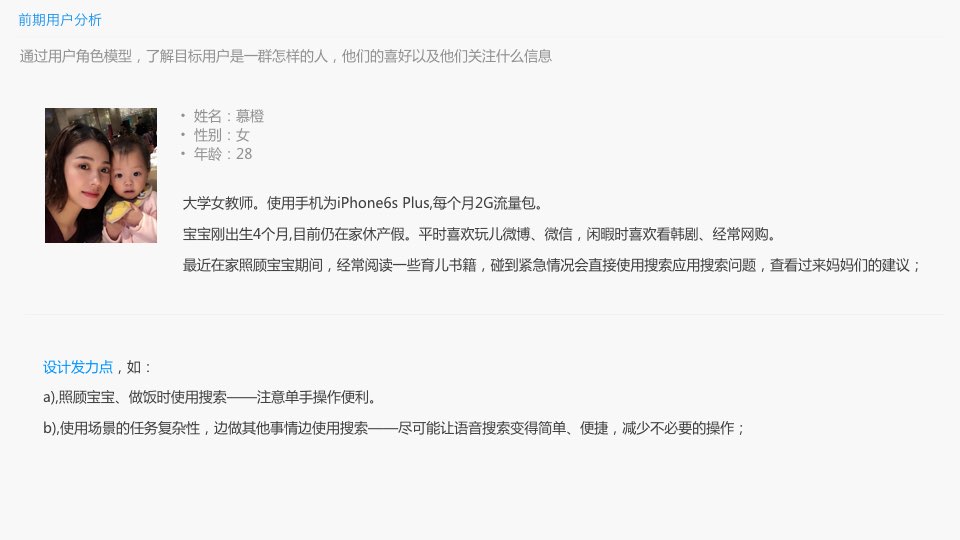 前期用户分析
通过用户角色模型，了解目标用户是一群怎样的人，他们的喜好以及他们关注什么信息
• 姓名：慕橙
• 性别：女
• 年龄：28
大学女教师。使用手机为iPhone6s Plus,每个月2G流量包。
宝宝刚出生4个月,目前仍在家休产假。平时喜欢玩儿微博、微信，闲暇时喜欢看韩剧、经常网购。
最近在家照顾宝宝期间，经常阅读一些育儿书籍，碰到紧急情况会直接使用搜索应用搜索问题，查看过来妈妈们的建议；
设计发力点，如：
a),照顾宝宝、做饭时使用搜索——注意单手操作便利。
b),使用场景的任务复杂性，边做其他事情边使用搜索——尽可能让语音搜索变得简单、便捷，减少不必要的操作；